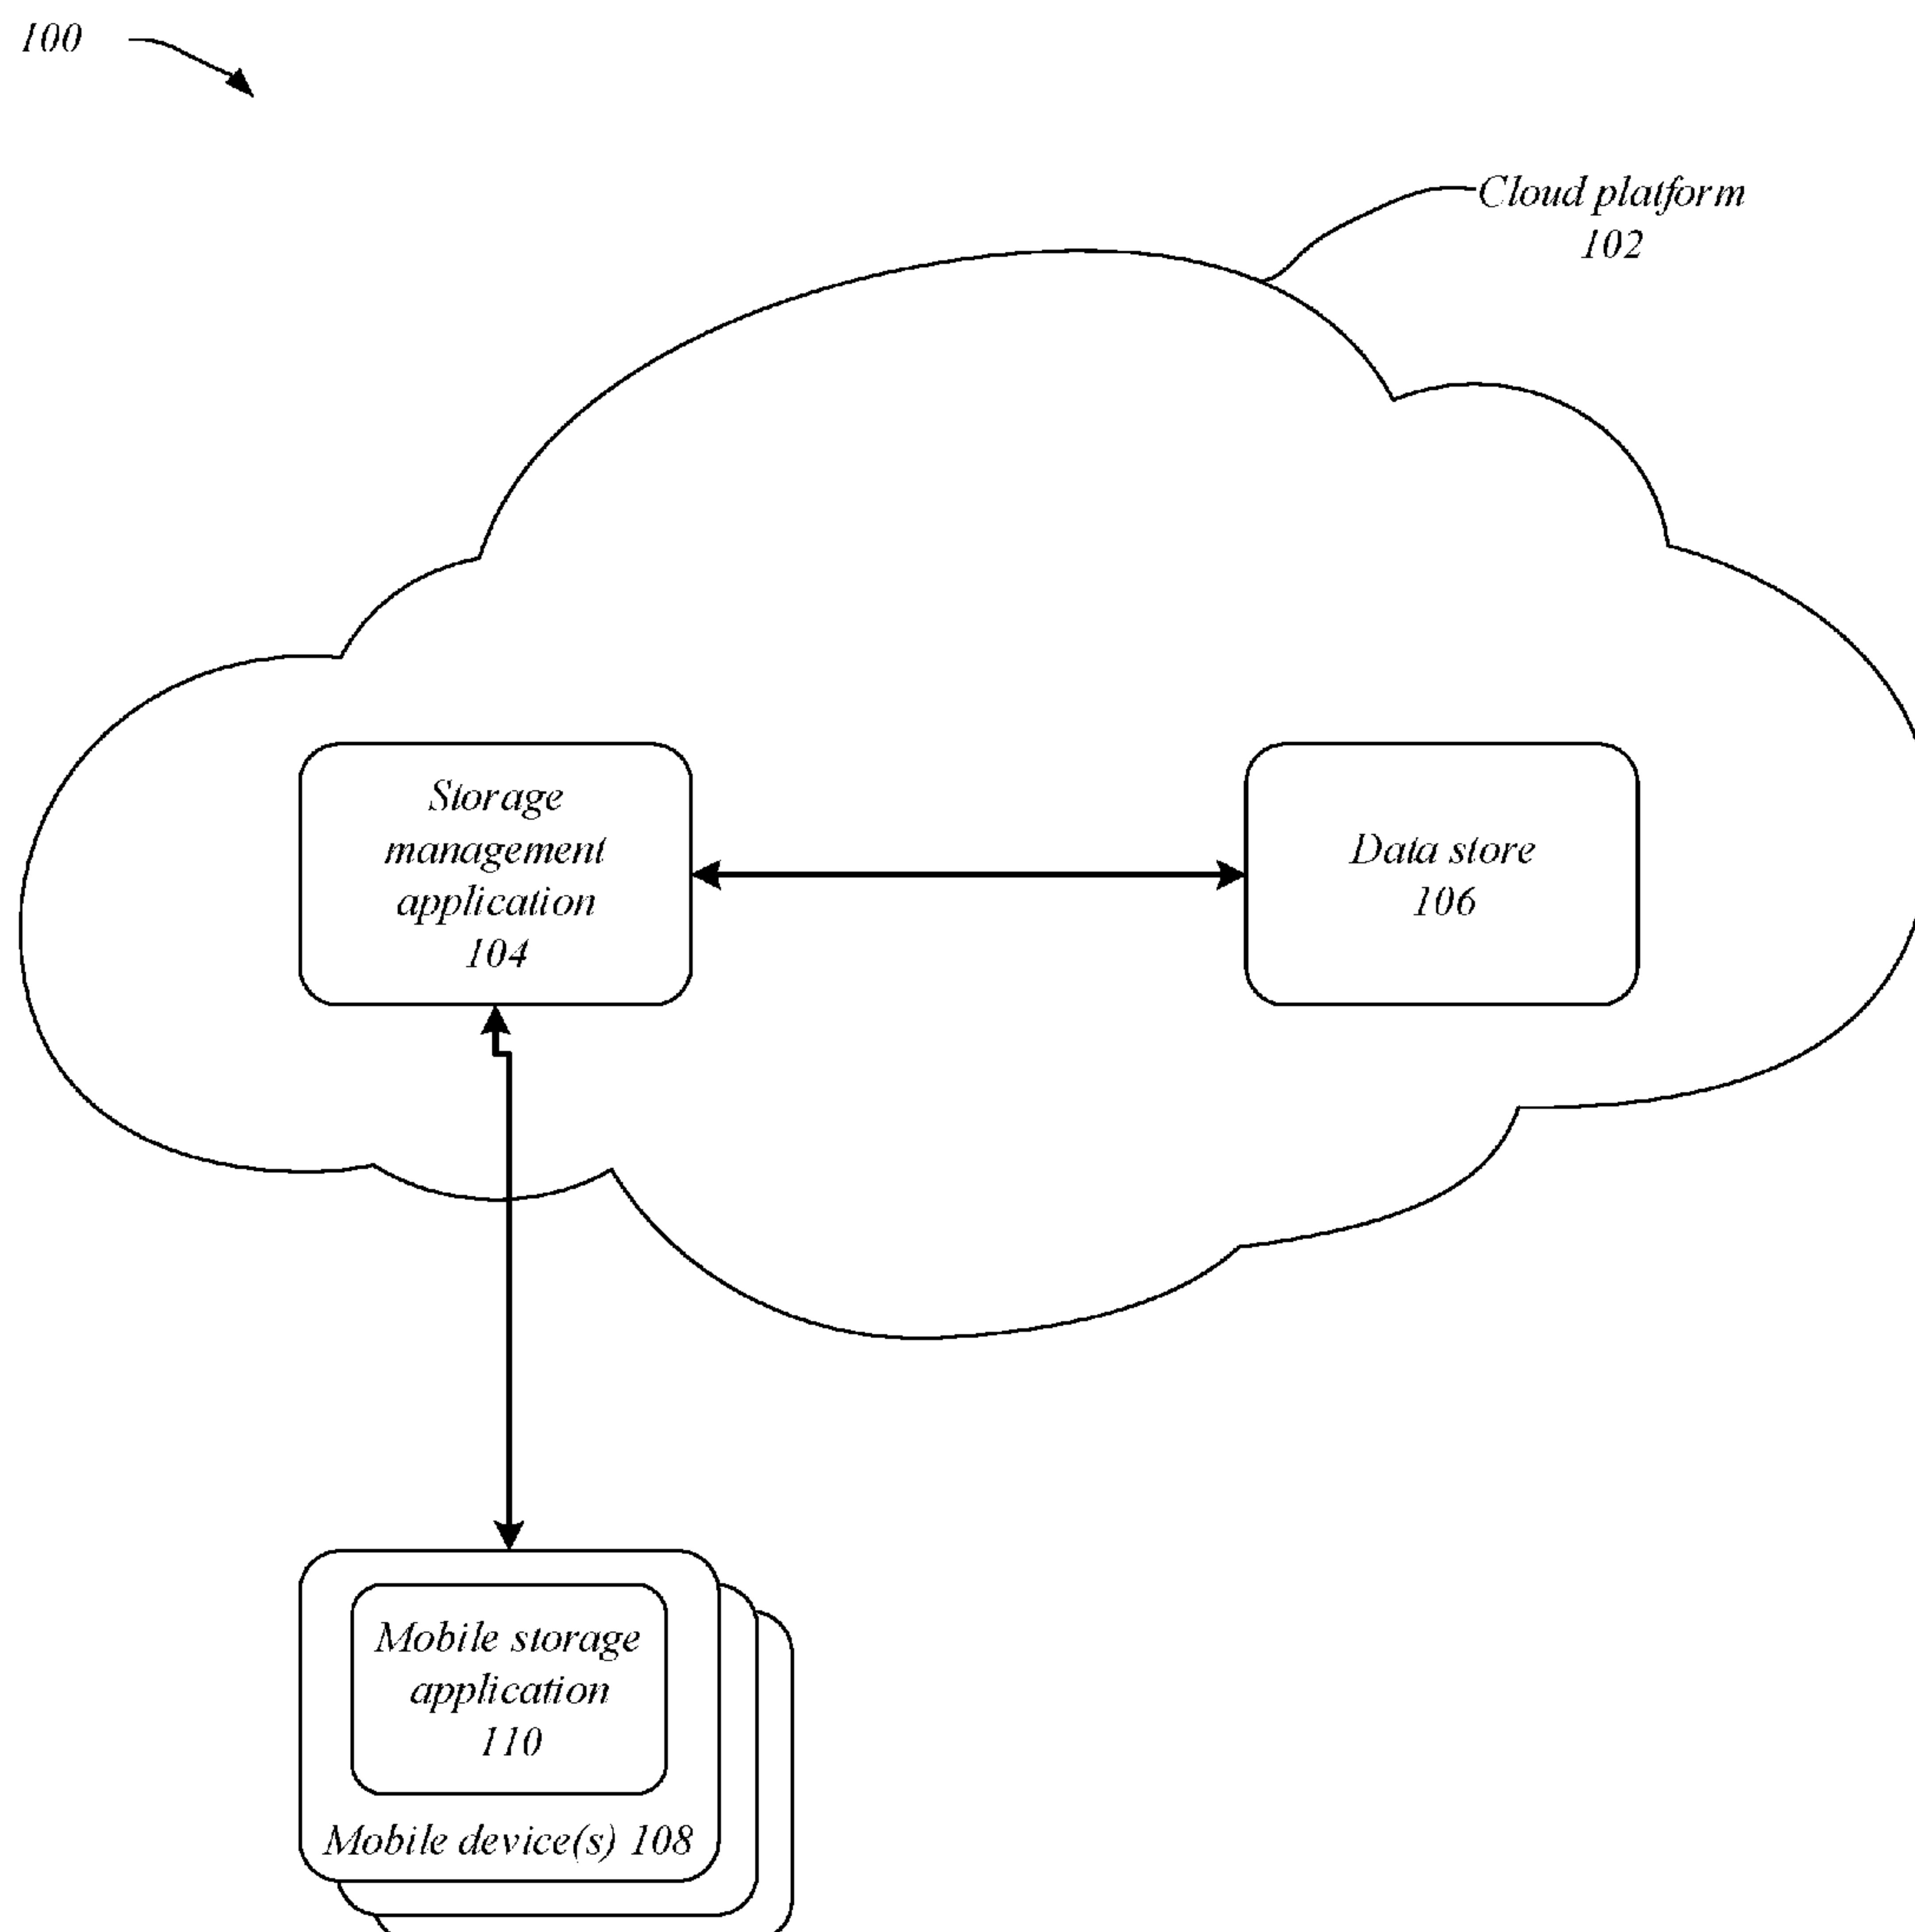 100
Cloud platform
102
Storage
management
application
104
Data store
106
Mobile storage
application
110
Mobile device(s) 108